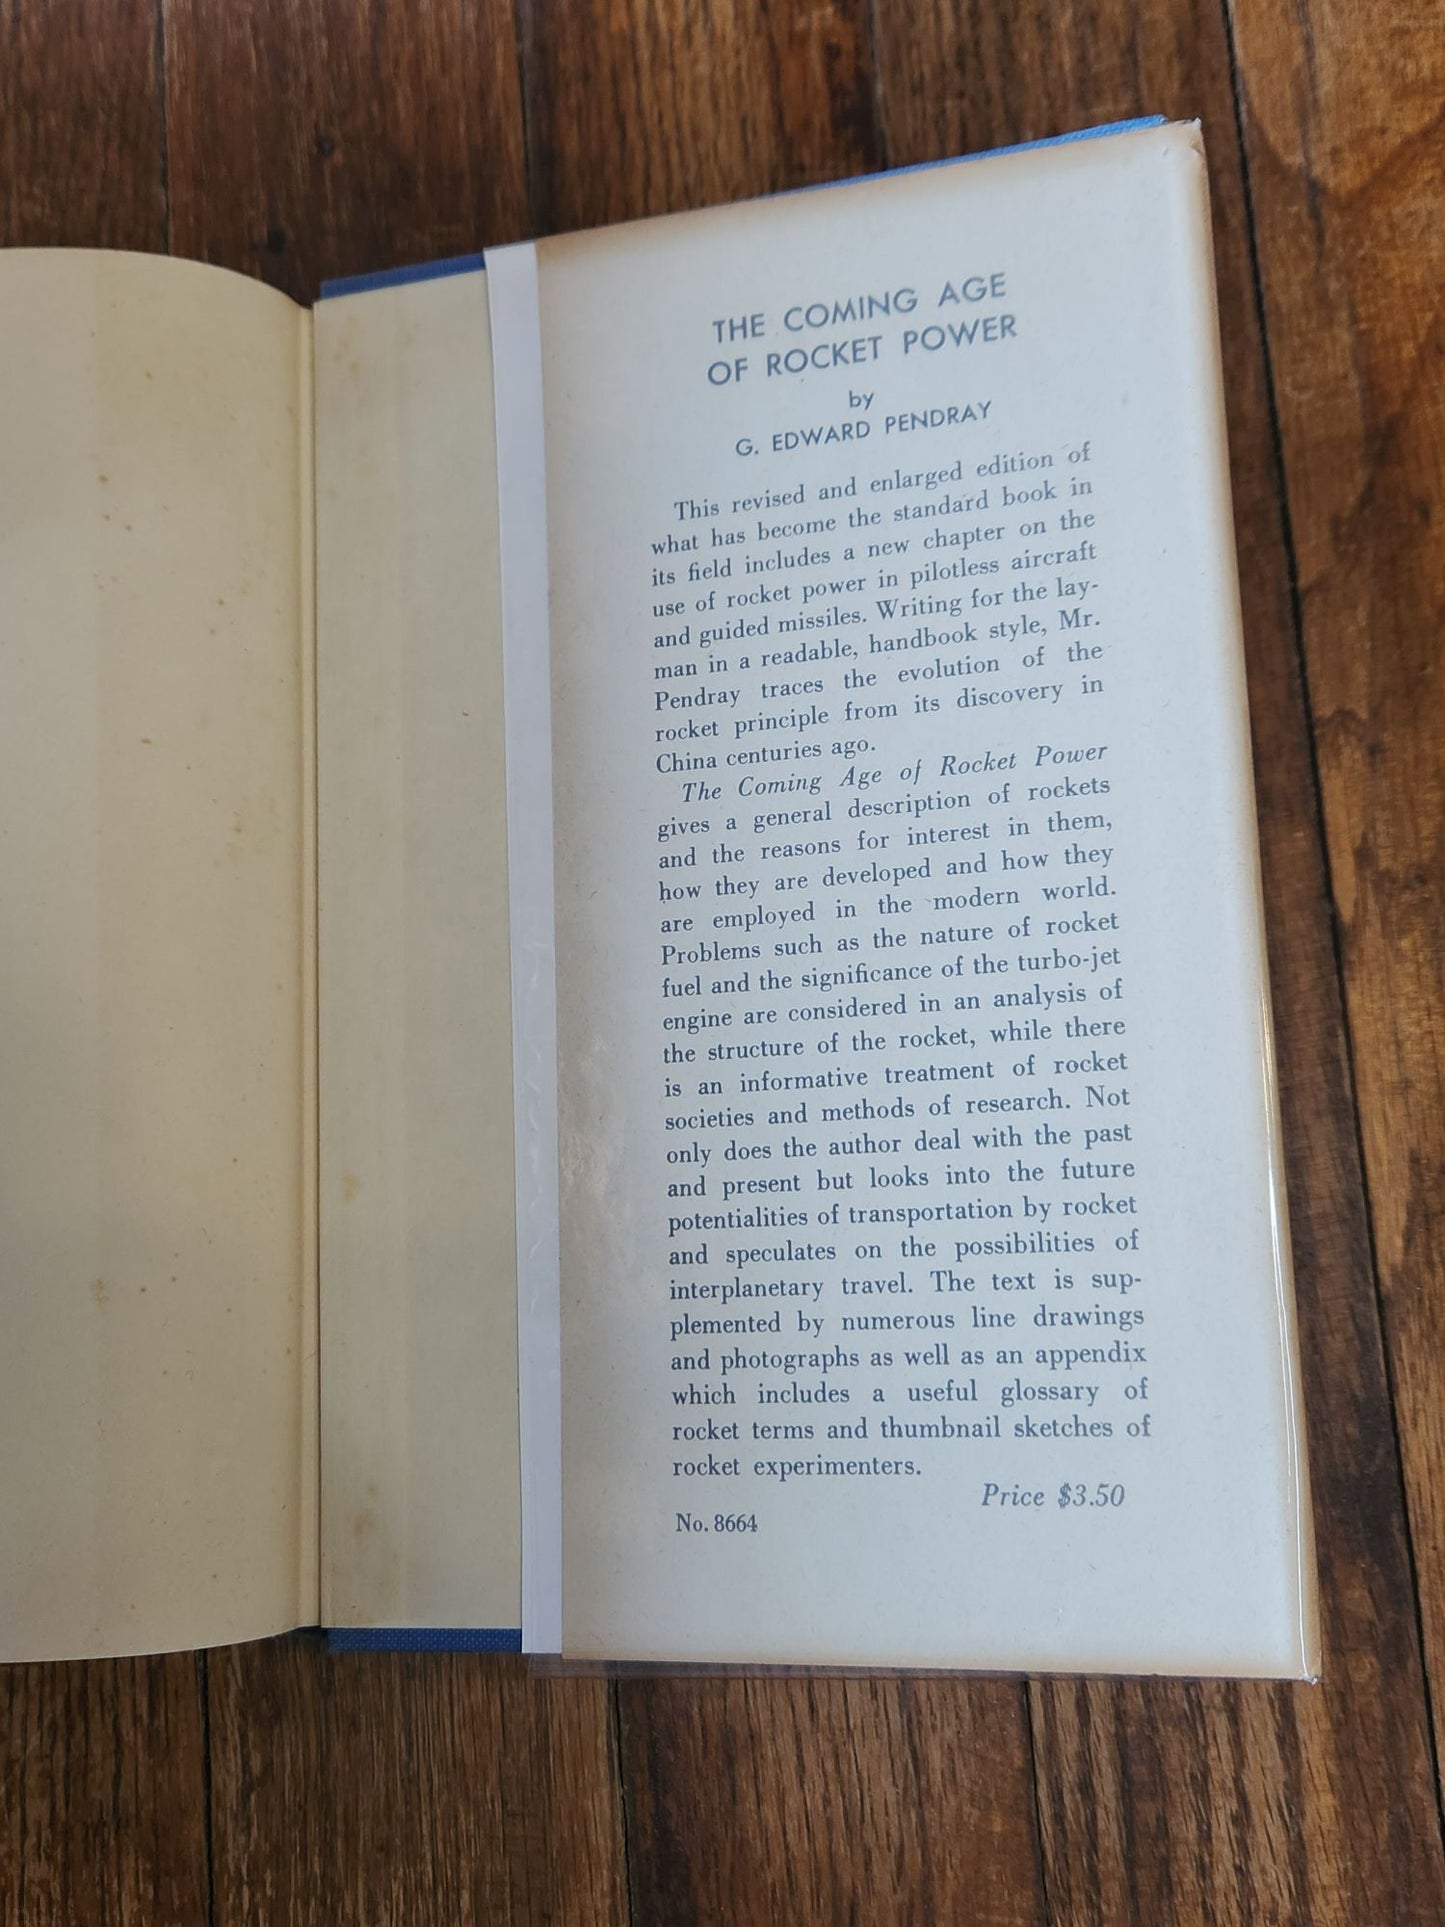 THE COMING AGE
OF ROCKET POWER
by
G. EDWARD PENDRAY
This revised and enlarged edition of
what has become the standard book in
its field includes a new chapter on the
use of rocket power in pilotless aircraft
and guided missiles. Writing for the lay-
man in a readable, handbook style, Mr.
Pendray traces the evolution of the
rocket principle from its discovery in
China centuries ago.
The Coming Age of Rocket Power
gives a general description of rockets
and the reasons for interest in them,
how they are developed and how they
are employed in the modern world.
Problems such as the nature of rocket
fuel and the significance of the turbo-jet
engine are considered in an analysis of
the structure of the rocket, while there
is an informative treatment of rocket
societies and methods of research. Not
only does the author deal with the past
and present but looks into the future
potentialities of transportation by rocket
and speculates on the possibilities of
interplanetary travel. The text is sup-
plemented by numerous line drawings
and photographs as well as an appendix
which includes a useful glossary of
rocket terms and thumbnail sketches of
rocket experimenters.
Price $3.50
No. 8664